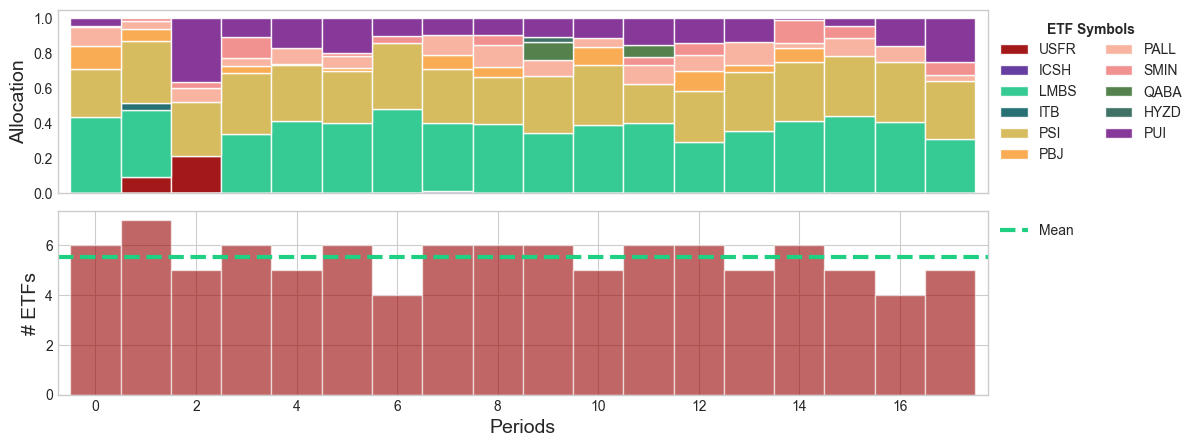 1.0
0.8
0.6
0.4
0.2
0.0
Allocation
ETF Symbols
USFR
ICSH
LMBS
ITB
PSI
PBJ
PALL
SMIN
QABA
HYZD
PUI
6
4
2
0
# ETFs
Mean
0 2 4 6 8 10 12 14 16
Periods